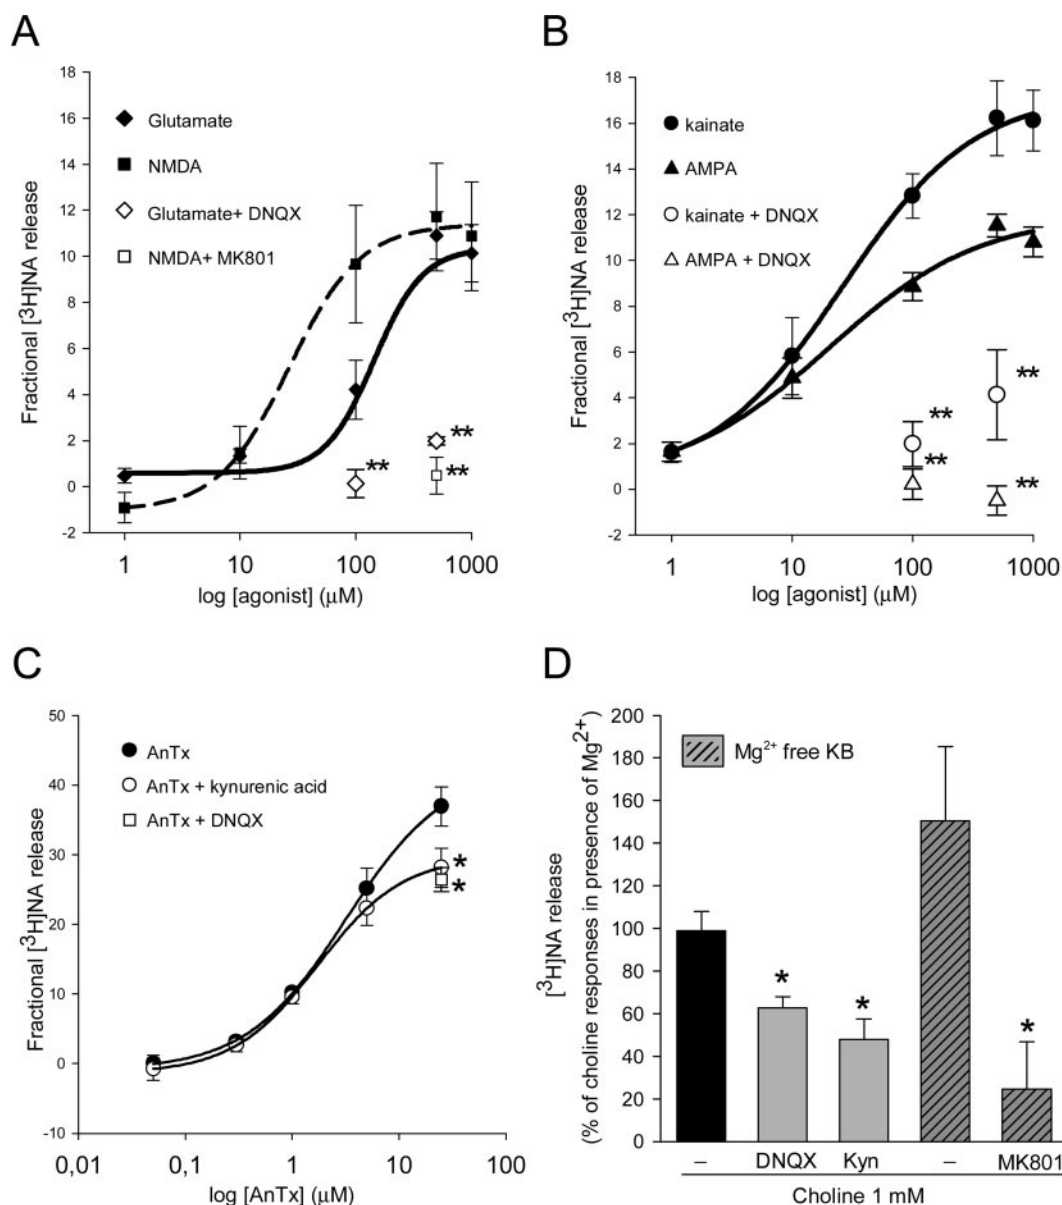 A
18
16
14
12
10
8
6
4
2
0
-2
Fractional [³H]NA release
Glutamate
NMDA
Glutamate+ DNQX
NMDA+ MK801
**
**
1 10 100 1000
log [agonist] (μM)
B
18
16
14
12
10
8
6
4
2
0
-2
Fractional [³H]NA release
kainate
AMPA
kainate + DNQX
AMPA + DNQX
**
**
**
**
1 10 100 1000
log [agonist] (μM)
C
50
40
30
20
10
0
-10
Fractional [³H]NA release
AnTx
AnTx + kynurenic acid
AnTx + DNQX
*
*
0,01 0,1 1 10 100
log [AnTx] (μM)
D
200
180
160
140
120
100
80
60
40
20
0
[³H]NA release
(% of choline responses in presence of Mg²⁺)
Mg²⁺ free KB
*
*
*
– DNQX Kyn – MK801
Choline 1 mM